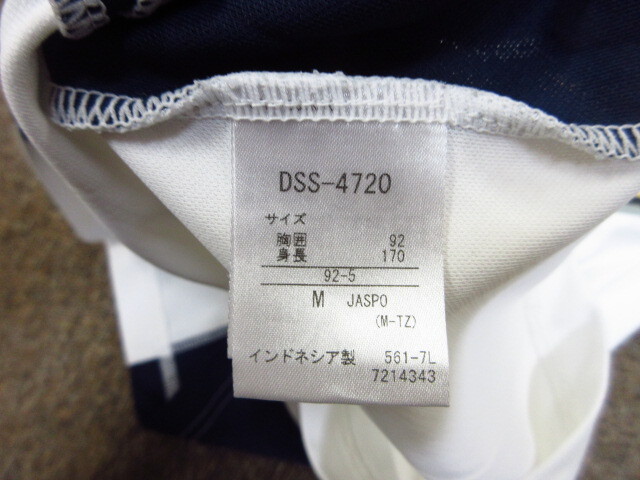 DSS-4720
サイズ
胸囲 92
身長 170
92-5
M JASPO
(M-TZ)
インドネシア製 561-7L
7214343